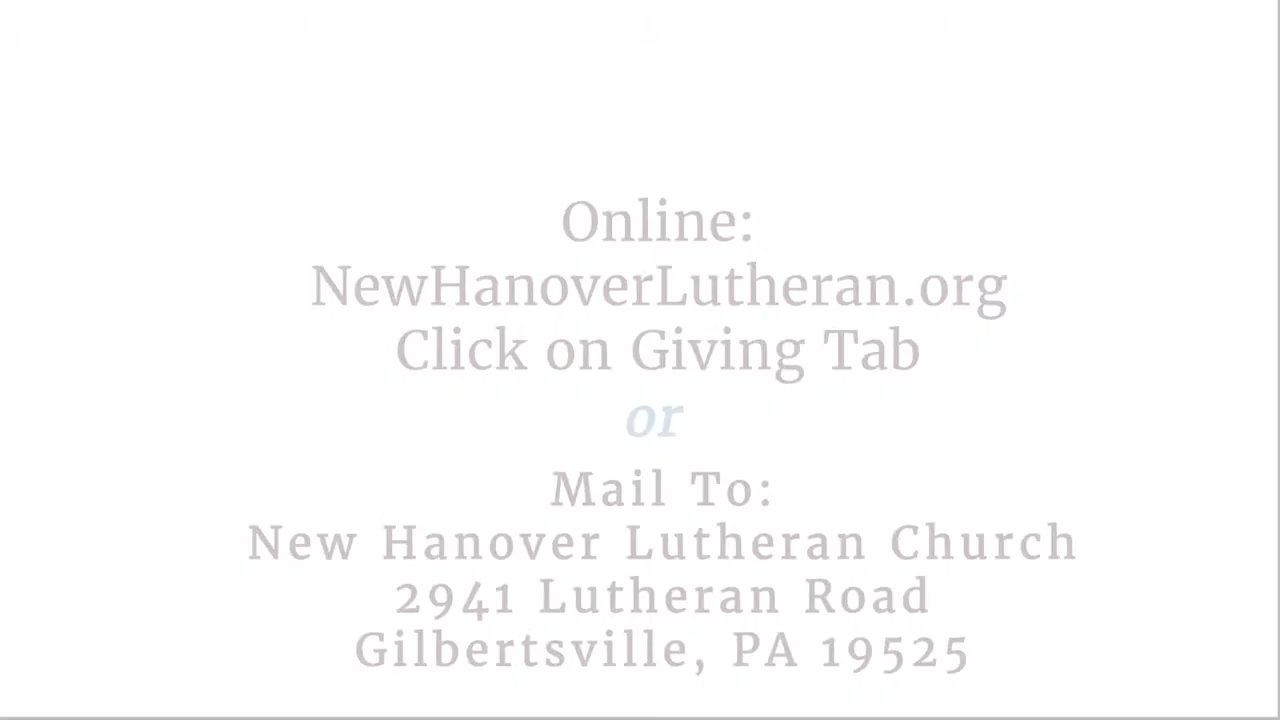 Online:
NewHanoverLutheran.org
Click on Giving Tab
or
Mail To:
New Hanover Lutheran Church
2941 Lutheran Road
Gilbertsville, PA 19525